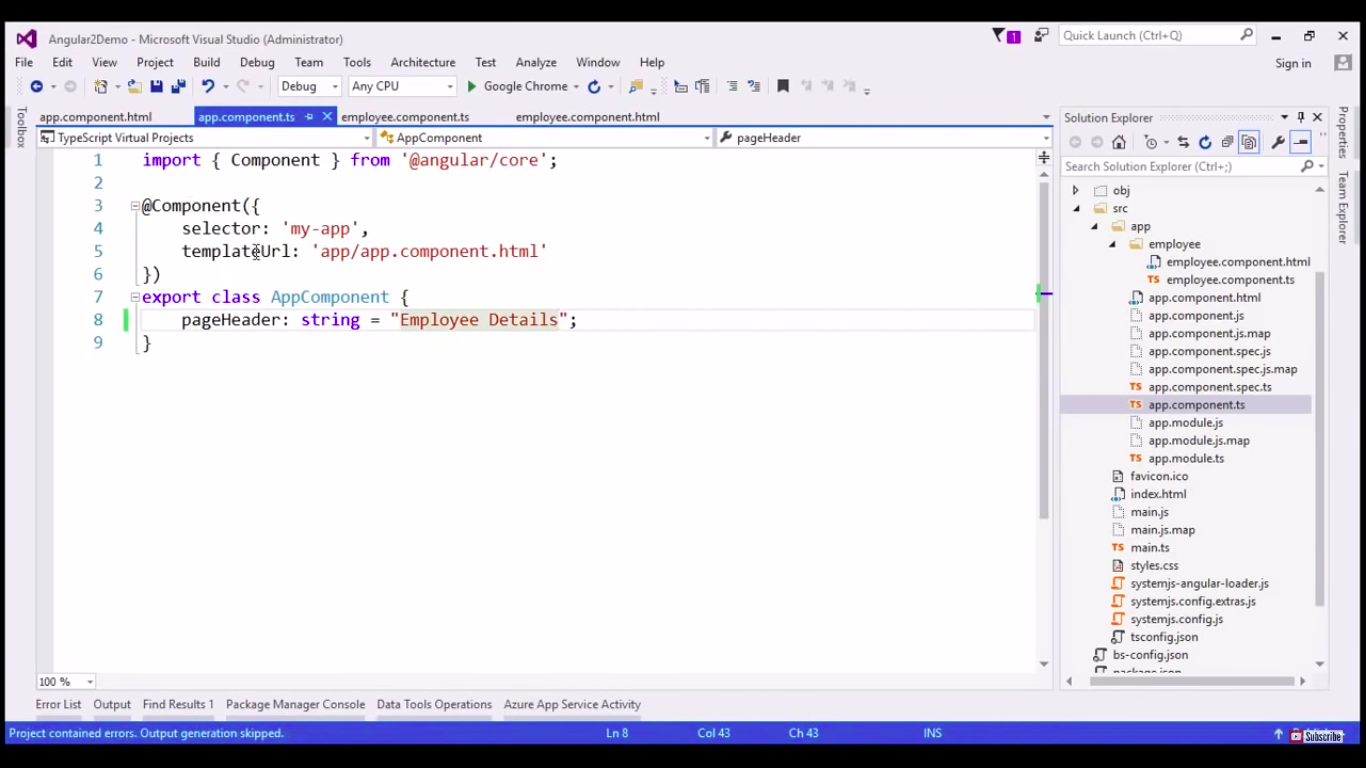 Angular2Demo - Microsoft Visual Studio (Administrator)
1
Quick Launch (Ctrl+Q)
File Edit View Project Build Debug Team Tools Architecture Test Analyze Window Help
Sign in
Debug Any CPU Google Chrome
Toolbox
app.component.html app.component.ts employee.component.ts employee.component.html
TypeScript Virtual Projects AppComponent pageHeader
1 import { Component } from '@angular/core';
2
3 @Component({
4 selector: 'my-app',
5 templateUrl: 'app/app.component.html'
6 })
7 export class AppComponent {
8 pageHeader: string = "Employee Details";
9 }
100 %
Solution Explorer
Search Solution Explorer (Ctrl+;)
obj
src
app
employee
employee.component.html
TS employee.component.ts
app.component.html
app.component.js
app.component.js.map
app.component.spec.js
app.component.spec.js.map
TS app.component.spec.ts
TS app.component.ts
app.module.js
app.module.js.map
TS app.module.ts
favicon.ico
index.html
main.js
main.js.map
TS main.ts
styles.css
systemjs-angular-loader.js
systemjs.config.extras.js
systemjs.config.js
tsconfig.json
bs-config.json
package.json
Properties
Team Explorer
Error List Output Find Results 1 Package Manager Console Data Tools Operations Azure App Service Activity
Project contained errors. Output generation skipped. Ln 8 Col 43 Ch 43 INS
Subscribe